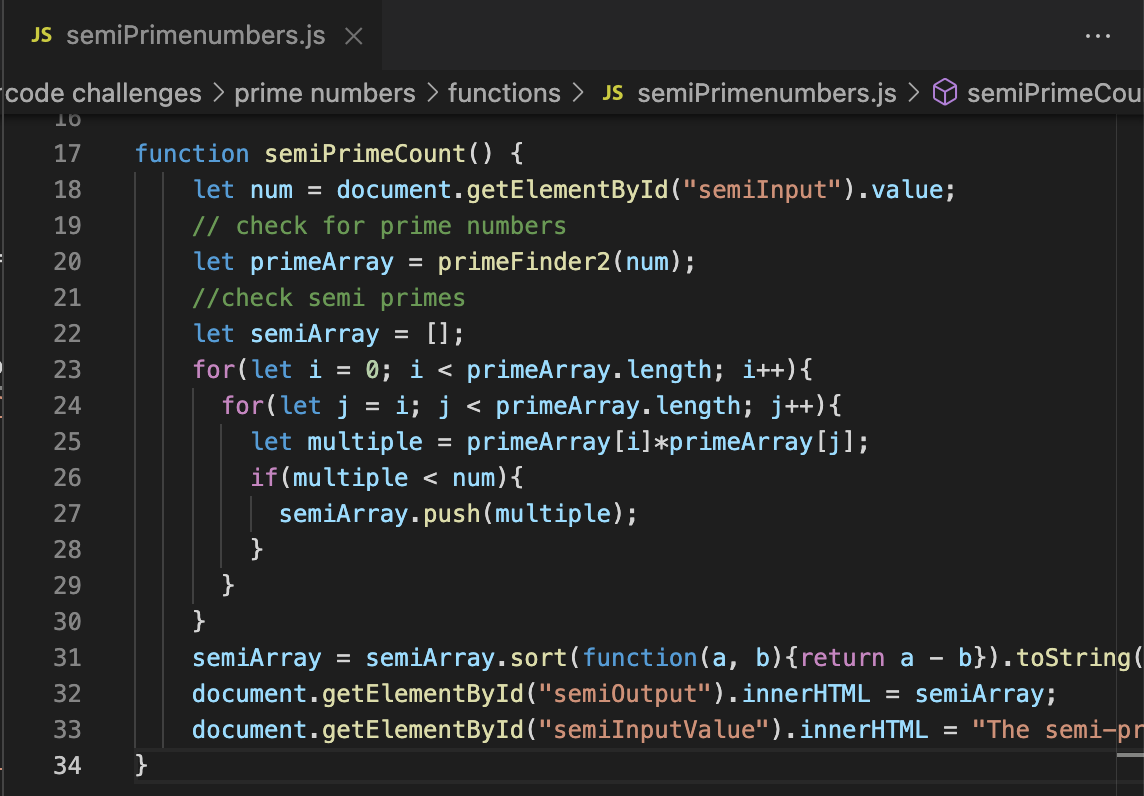 JS semiPrimenumbers.js ×
code challenges > prime numbers > functions > JS semiPrimenumbers.js > semiPrimeCou
16
17 function semiPrimeCount() {
18 let num = document.getElementById("semiInput").value;
19 // check for prime numbers
20 let primeArray = primeFinder2(num);
21 //check semi primes
22 let semiArray = [];
23 for(let i = 0; i < primeArray.length; i++){
24 for(let j = i; j < primeArray.length; j++){
25 let multiple = primeArray[i]*primeArray[j];
26 if(multiple < num){
27 semiArray.push(multiple);
28 }
29 }
30 }
31 semiArray = semiArray.sort(function(a, b){return a - b}).toString(
32 document.getElementById("semiOutput").innerHTML = semiArray;
33 document.getElementById("semiInputValue").innerHTML = "The semi-pr
34 }